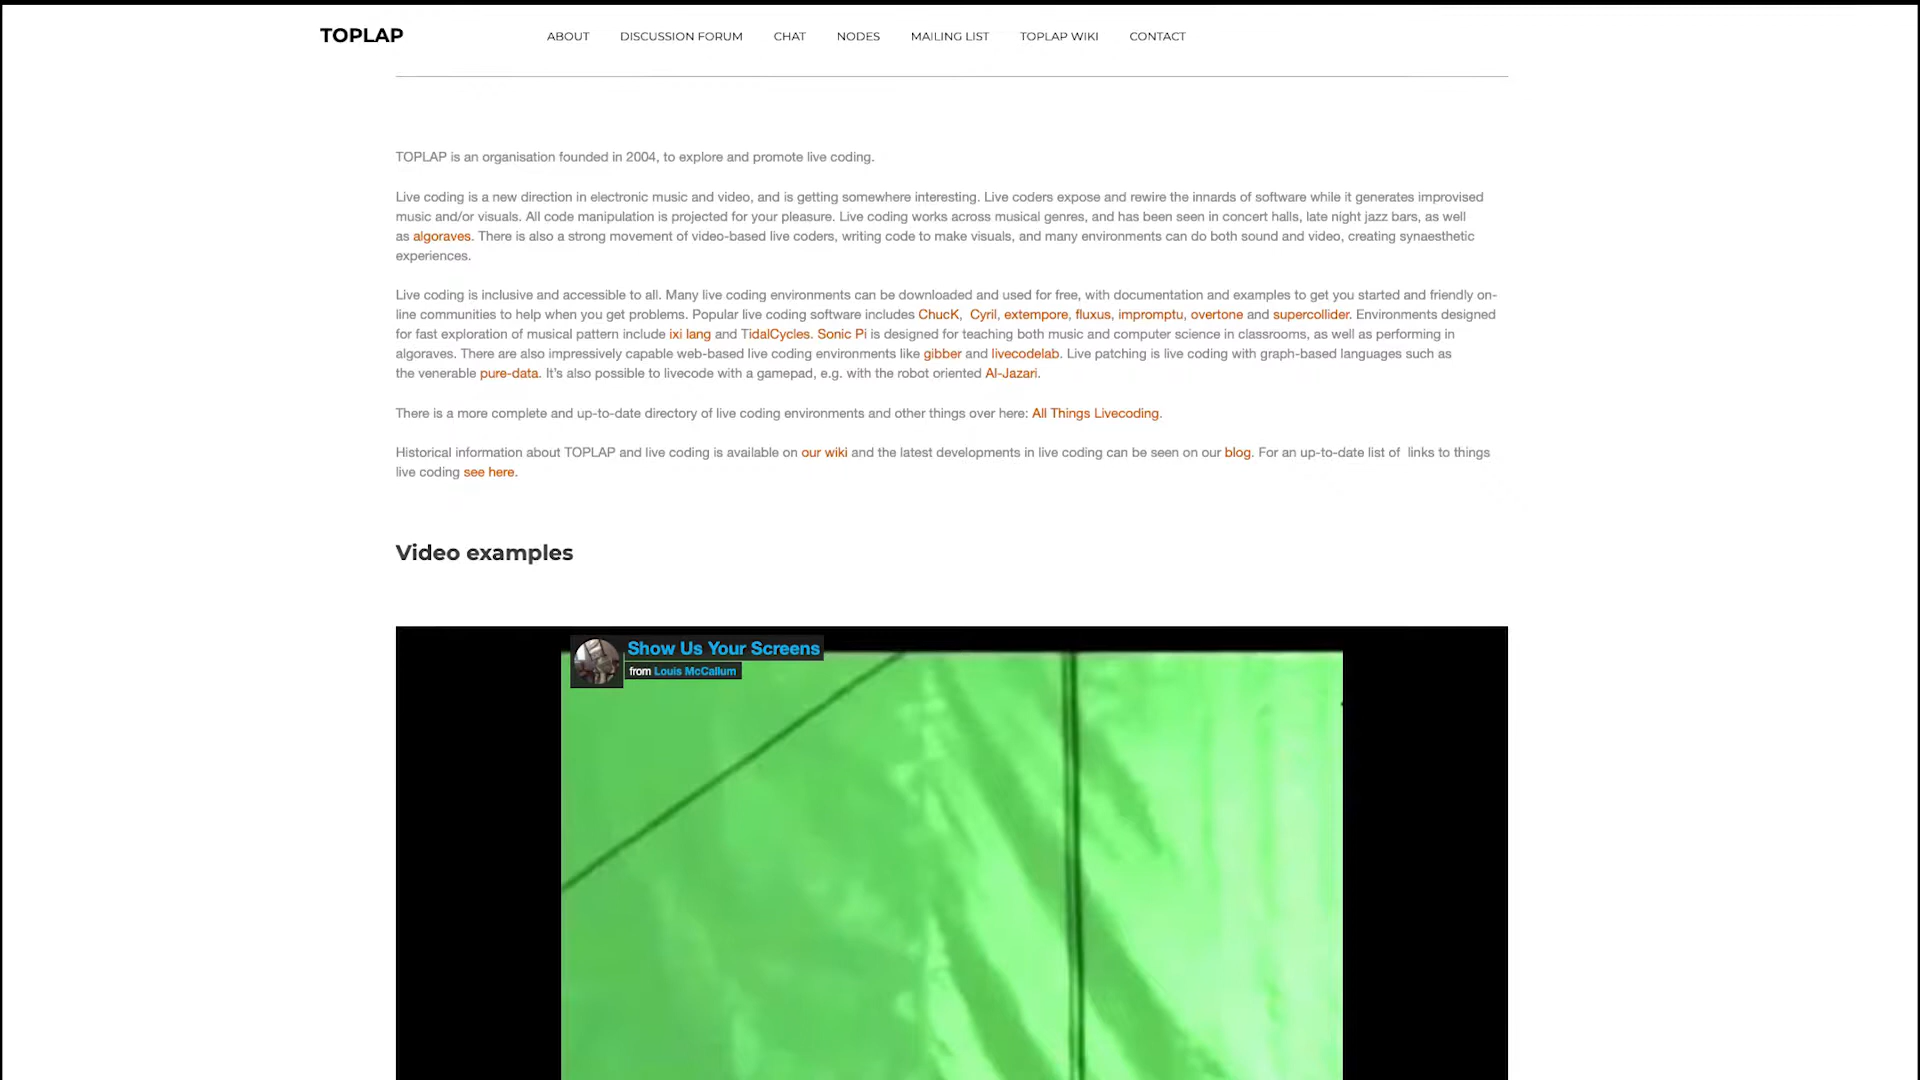 TOPLAP
ABOUT DISCUSSION FORUM CHAT NODES MAILING LIST TOPLAP WIKI CONTACT
TOPLAP is an organisation founded in 2004, to explore and promote live coding.
Live coding is a new direction in electronic music and video, and is getting somewhere interesting. Live coders expose and rewire the innards of software while it generates improvised
music and/or visuals. All code manipulation is projected for your pleasure. Live coding works across musical genres, and has been seen in concert halls, late night jazz bars, as well
as algoraves. There is also a strong movement of video-based live coders, writing code to make visuals, and many environments can do both sound and video, creating synaesthetic
experiences.
Live coding is inclusive and accessible to all. Many live coding environments can be downloaded and used for free, with documentation and examples to get you started and friendly on-
line communities to help when you get problems. Popular live coding software includes ChucK, Cyril, extempore, fluxus, impromptu, overtone and supercollider. Environments designed
for fast exploration of musical pattern include ixi lang and TidalCycles. Sonic Pi is designed for teaching both music and computer science in classrooms, as well as performing in
algoraves. There are also impressively capable web-based live coding environments like gibber and livecodelab. Live patching is live coding with graph-based languages such as
the venerable pure-data. It's also possible to livecode with a gamepad, e.g. with the robot oriented Al-Jazari.
There is a more complete and up-to-date directory of live coding environments and other things over here: All Things Livecoding.
Historical information about TOPLAP and live coding is available on our wiki and the latest developments in live coding can be seen on our blog. For an up-to-date list of links to things
live coding see here.
Video examples
Show Us Your Screens
from Louis McCallum